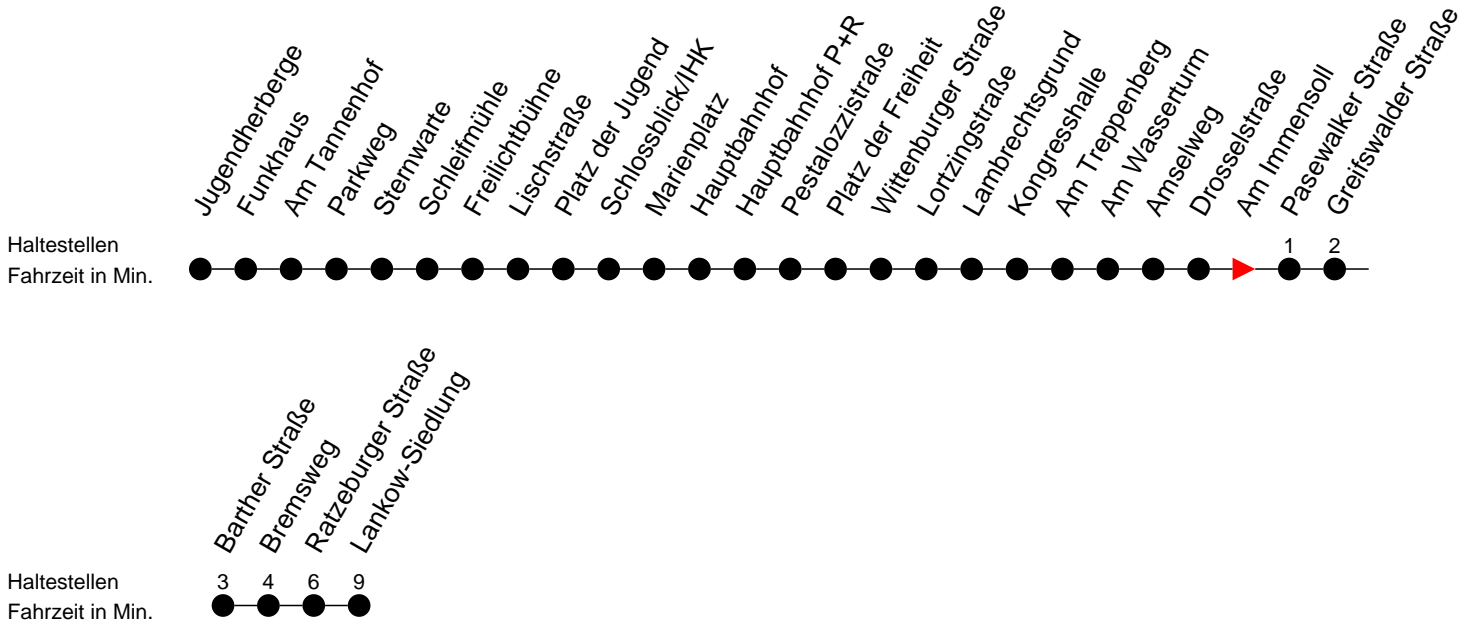 Jugendherberge
Funkhaus
Am Tannenhof
Parkweg
Sternwarte
Schleifmühle
Freilichtbühne
Lischstraße
Platz der Jugend
Schlossblick/IHK
Marienplatz
Hauptbahnhof
Hauptbahnhof P+R
Pestalozzistraße
Platz der Freiheit
Wittenburger Straße
Lortzingstraße
Lambrechtsgrund
Kongresshalle
Am Treppenberg
Am Wasserturm
Amselweg
Drosselstraße
Am Immensoll
Pasewalker Straße
Greifswalder Straße
Haltestellen 1 2
Fahrzeit in Min.
Barther Straße
Bremsweg
Ratzeburger Straße
Lankow-Siedlung
Haltestellen 3 4 6 9
Fahrzeit in Min.